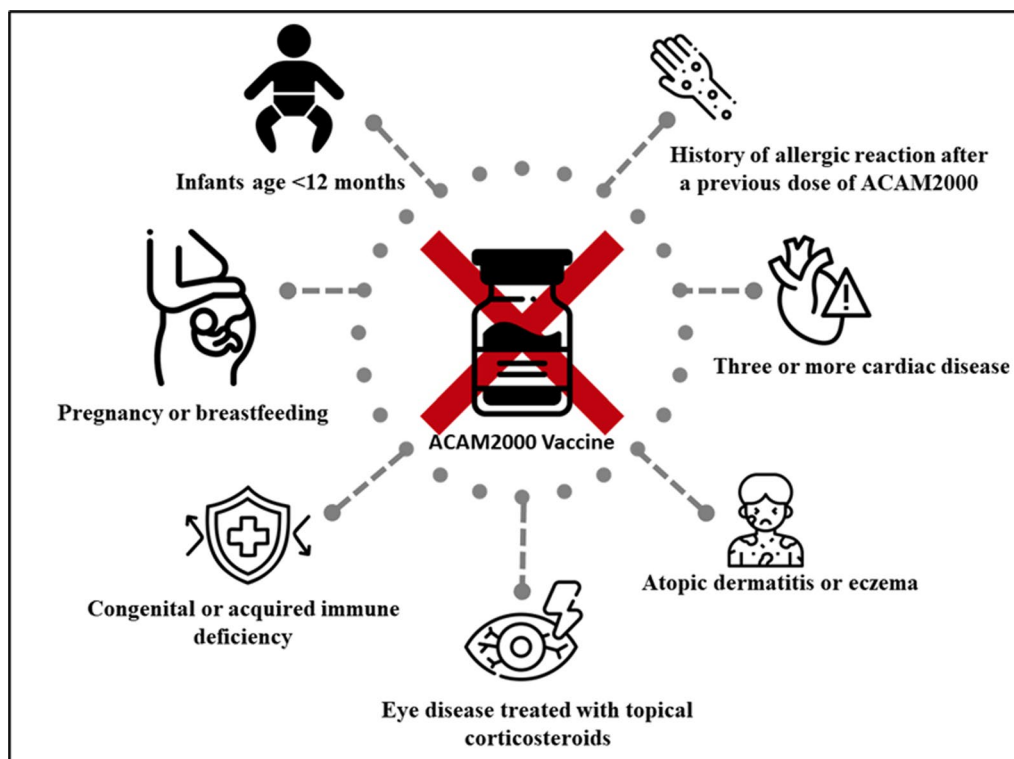 Infants age <12 months
History of allergic reaction after
a previous dose of ACAM2000
Pregnancy or breastfeeding
Three or more cardiac disease
ACAM2000 Vaccine
Congenital or acquired immune
deficiency
Atopic dermatitis or eczema
Eye disease treated with topical
corticosteroids